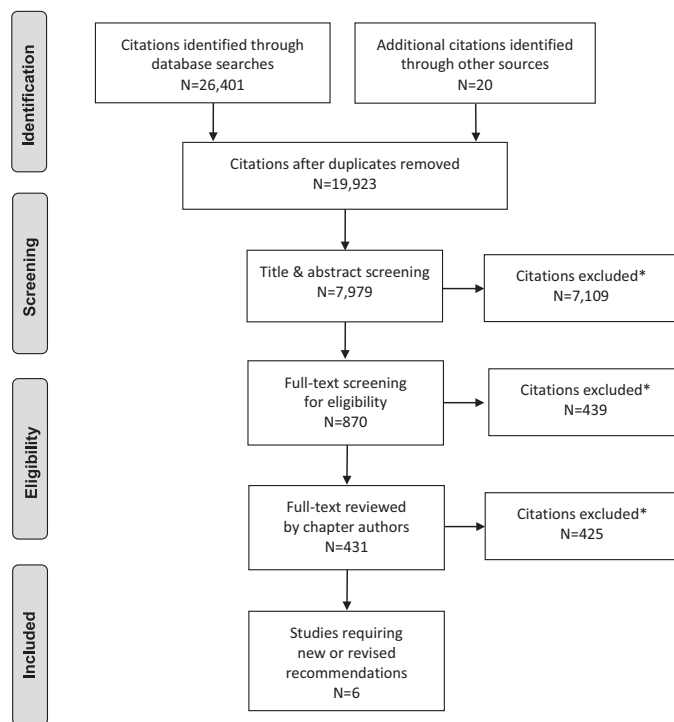 Identification
Citations identified through
database searches
N=26,401
Additional citations identified
through other sources
N=20
Citations after duplicates removed
N=19,923
Screening
Title & abstract screening
N=7,979
Citations excluded*
N=7,109
Eligibility
Full-text screening
for eligibility
N=870
Citations excluded*
N=439
Full-text reviewed
by chapter authors
N=431
Citations excluded*
N=425
Included
Studies requiring
new or revised
recommendations
N=6